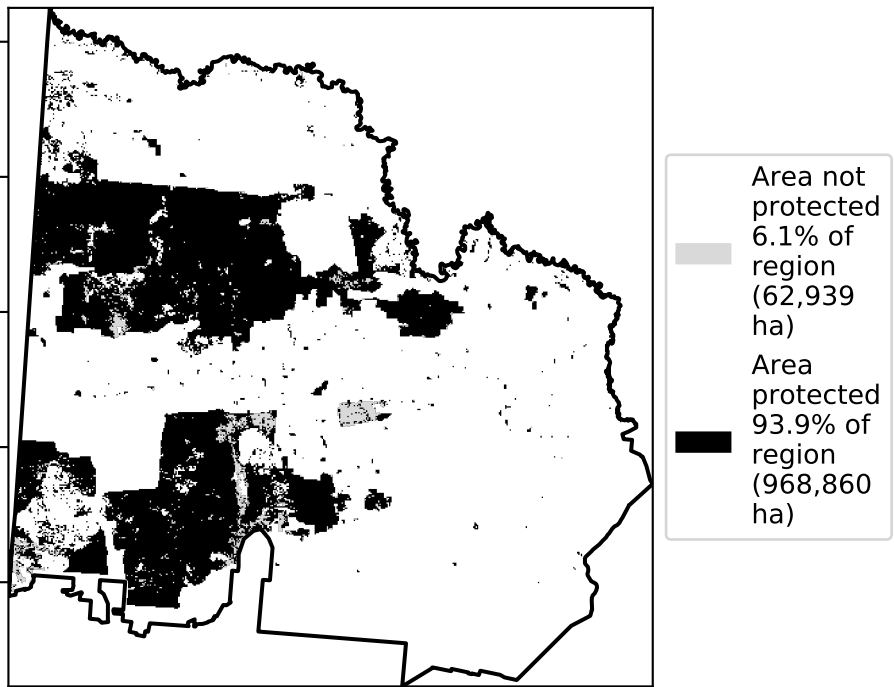 Area not
protected
6.1% of
region
(62,939
ha)
Area
protected
93.9% of
region
(968,860
ha)